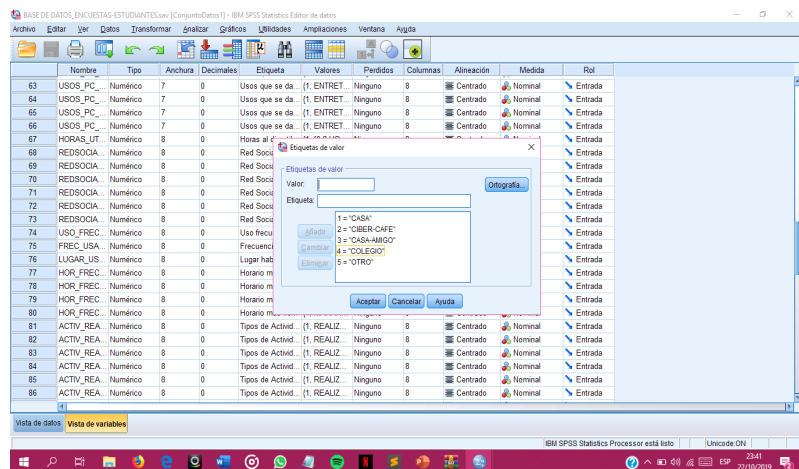 BASE DE DATOS_ENCUESTAS-ESTUDIANTES.sav [ConjuntoDatos1] - IBM SPSS Statistics Editor de datos
Archivo Editar Ver Datos Transformar Analizar Gráficos Utilidades Ampliaciones Ventana Ayuda
Nombre Tipo Anchura Decimales Etiqueta Valores Perdidos Columnas Alineación Medida Rol
63 USOS_PC_... Numérico 7 0 Usos que se da... {1, ENTRET... Ninguno 8 Centrado Nominal Entrada
64 USOS_PC_... Numérico 7 0 Usos que se da... {1, ENTRET... Ninguno 8 Centrado Nominal Entrada
65 USOS_PC_... Numérico 7 0 Usos que se da... {1, ENTRET... Ninguno 8 Centrado Nominal Entrada
66 USOS_PC_... Numérico 7 0 Usos que se da... {1, ENTRET... Ninguno 8 Centrado Nominal Entrada
67 HORAS_UT... Numérico 8 0 Horas al Entrada
68 REDSOCIA... Numérico 8 0 Red Socia Entrada
69 REDSOCIA... Numérico 8 0 Red Socia Entrada
70 REDSOCIA... Numérico 8 0 Red Socia Entrada
71 REDSOCIA... Numérico 8 0 Red Socia Entrada
72 REDSOCIA... Numérico 8 0 Red Socia Entrada
73 REDSOCIA... Numérico 8 0 Red Socia Entrada
74 USO_FREC... Numérico 8 0 Uso frecu Entrada
75 FREC_USA... Numérico 8 0 Frecuenci Entrada
76 LUGAR_US... Numérico 8 0 Lugar hab Entrada
77 HOR_FREC... Numérico 8 0 Horario m Entrada
78 HOR_FREC... Numérico 8 0 Horario m Entrada
79 HOR_FREC... Numérico 8 0 Horario m Entrada
80 HOR_FREC... Numérico 8 0 Horario Entrada
81 ACTIV_REA... Numérico 8 0 Tipos de Activid... {1, REALIZ... Ninguno 8 Centrado Nominal Entrada
82 ACTIV_REA... Numérico 8 0 Tipos de Activid... {1, REALIZ... Ninguno 8 Centrado Nominal Entrada
83 ACTIV_REA... Numérico 8 0 Tipos de Activid... {1, REALIZ... Ninguno 8 Centrado Nominal Entrada
84 ACTIV_REA... Numérico 8 0 Tipos de Activid... {1, REALIZ... Ninguno 8 Centrado Nominal Entrada
85 ACTIV_REA... Numérico 8 0 Tipos de Activid... {1, REALIZ... Ninguno 8 Centrado Nominal Entrada
86 ACTIV_REA... Numérico 8 0 Tipos de Activid... {1, REALIZ... Ninguno 8 Centrado Nominal Entrada
Etiquetas de valor
Etiquetas de valor
Valor:
Ortografía...
Etiqueta:
1 = "CASA"
Añadir
2 = "CIBER-CAFE"
3 = "CASA-AMIGO"
Cambiar
4 = "COLEGIO"
Eliminar
5 = "OTRO"
Aceptar Cancelar Ayuda
Vista de datos Vista de variables
IBM SPSS Statistics Processor está listo Unicode:ON
ESP
23:41
22/10/2019